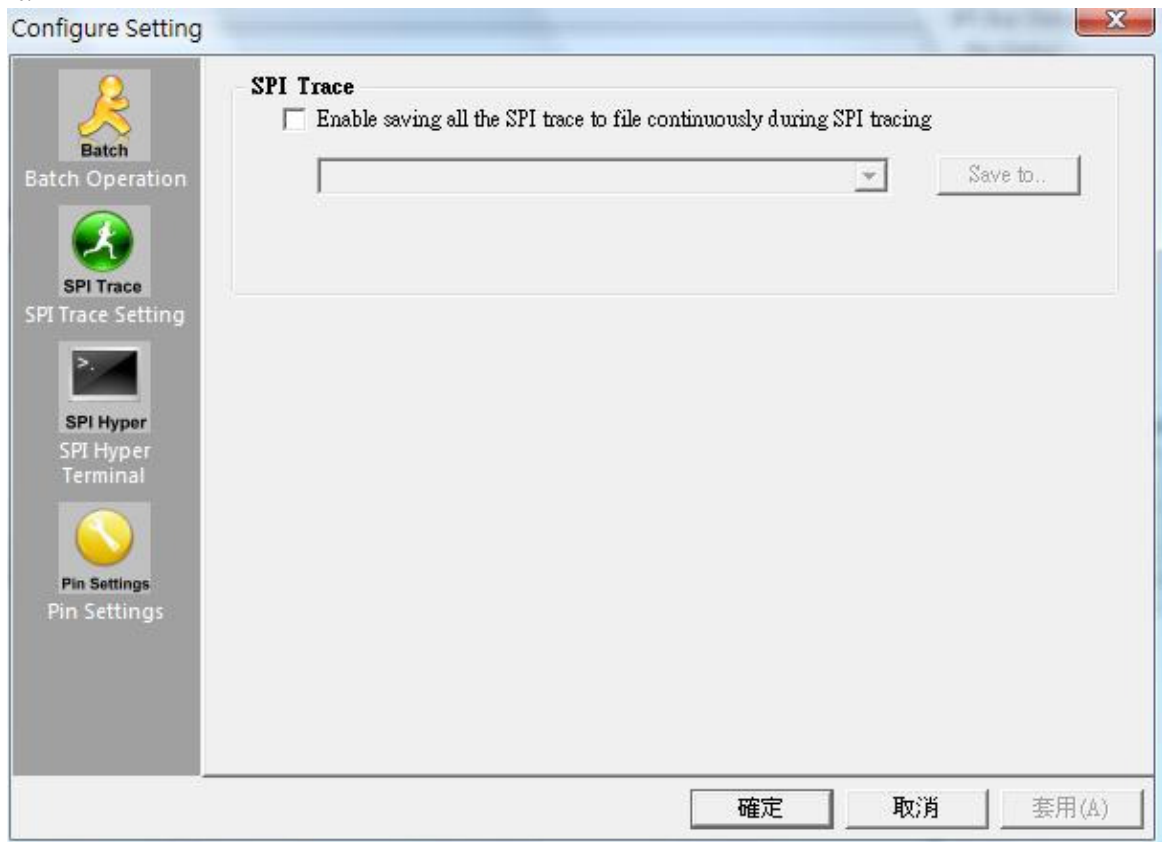 Configure Setting
Batch
Batch Operation
SPI Trace
SPI Trace Setting
>.
SPI Hyper
SPI Hyper
Terminal
Pin Settings
Pin Settings
SPI Trace
Enable saving all the SPI trace to file continuously during SPI tracing
Save to..
確定
取消
套用(A)